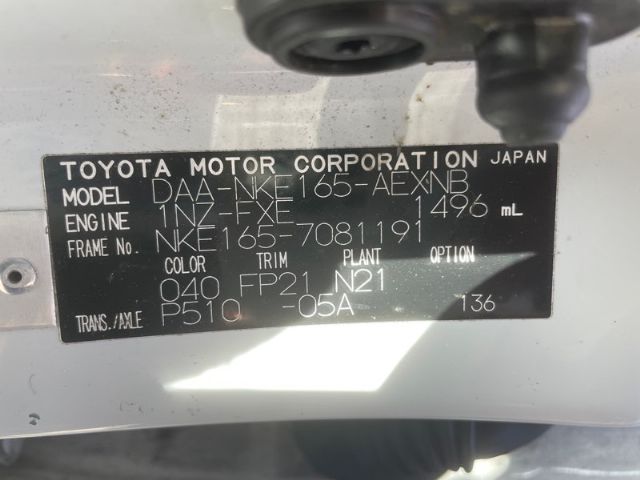 TOYOTA MOTOR CORPORATION JAPAN
MODEL DAA-NKE165-AEXNB
ENGINE 1NZ-FXE 1496 mL
FRAME No. NKE165-7081191
COLOR TRIM PLANT OPTION
040 FP21 N21
TRANS./AXLE P510 -05A 136